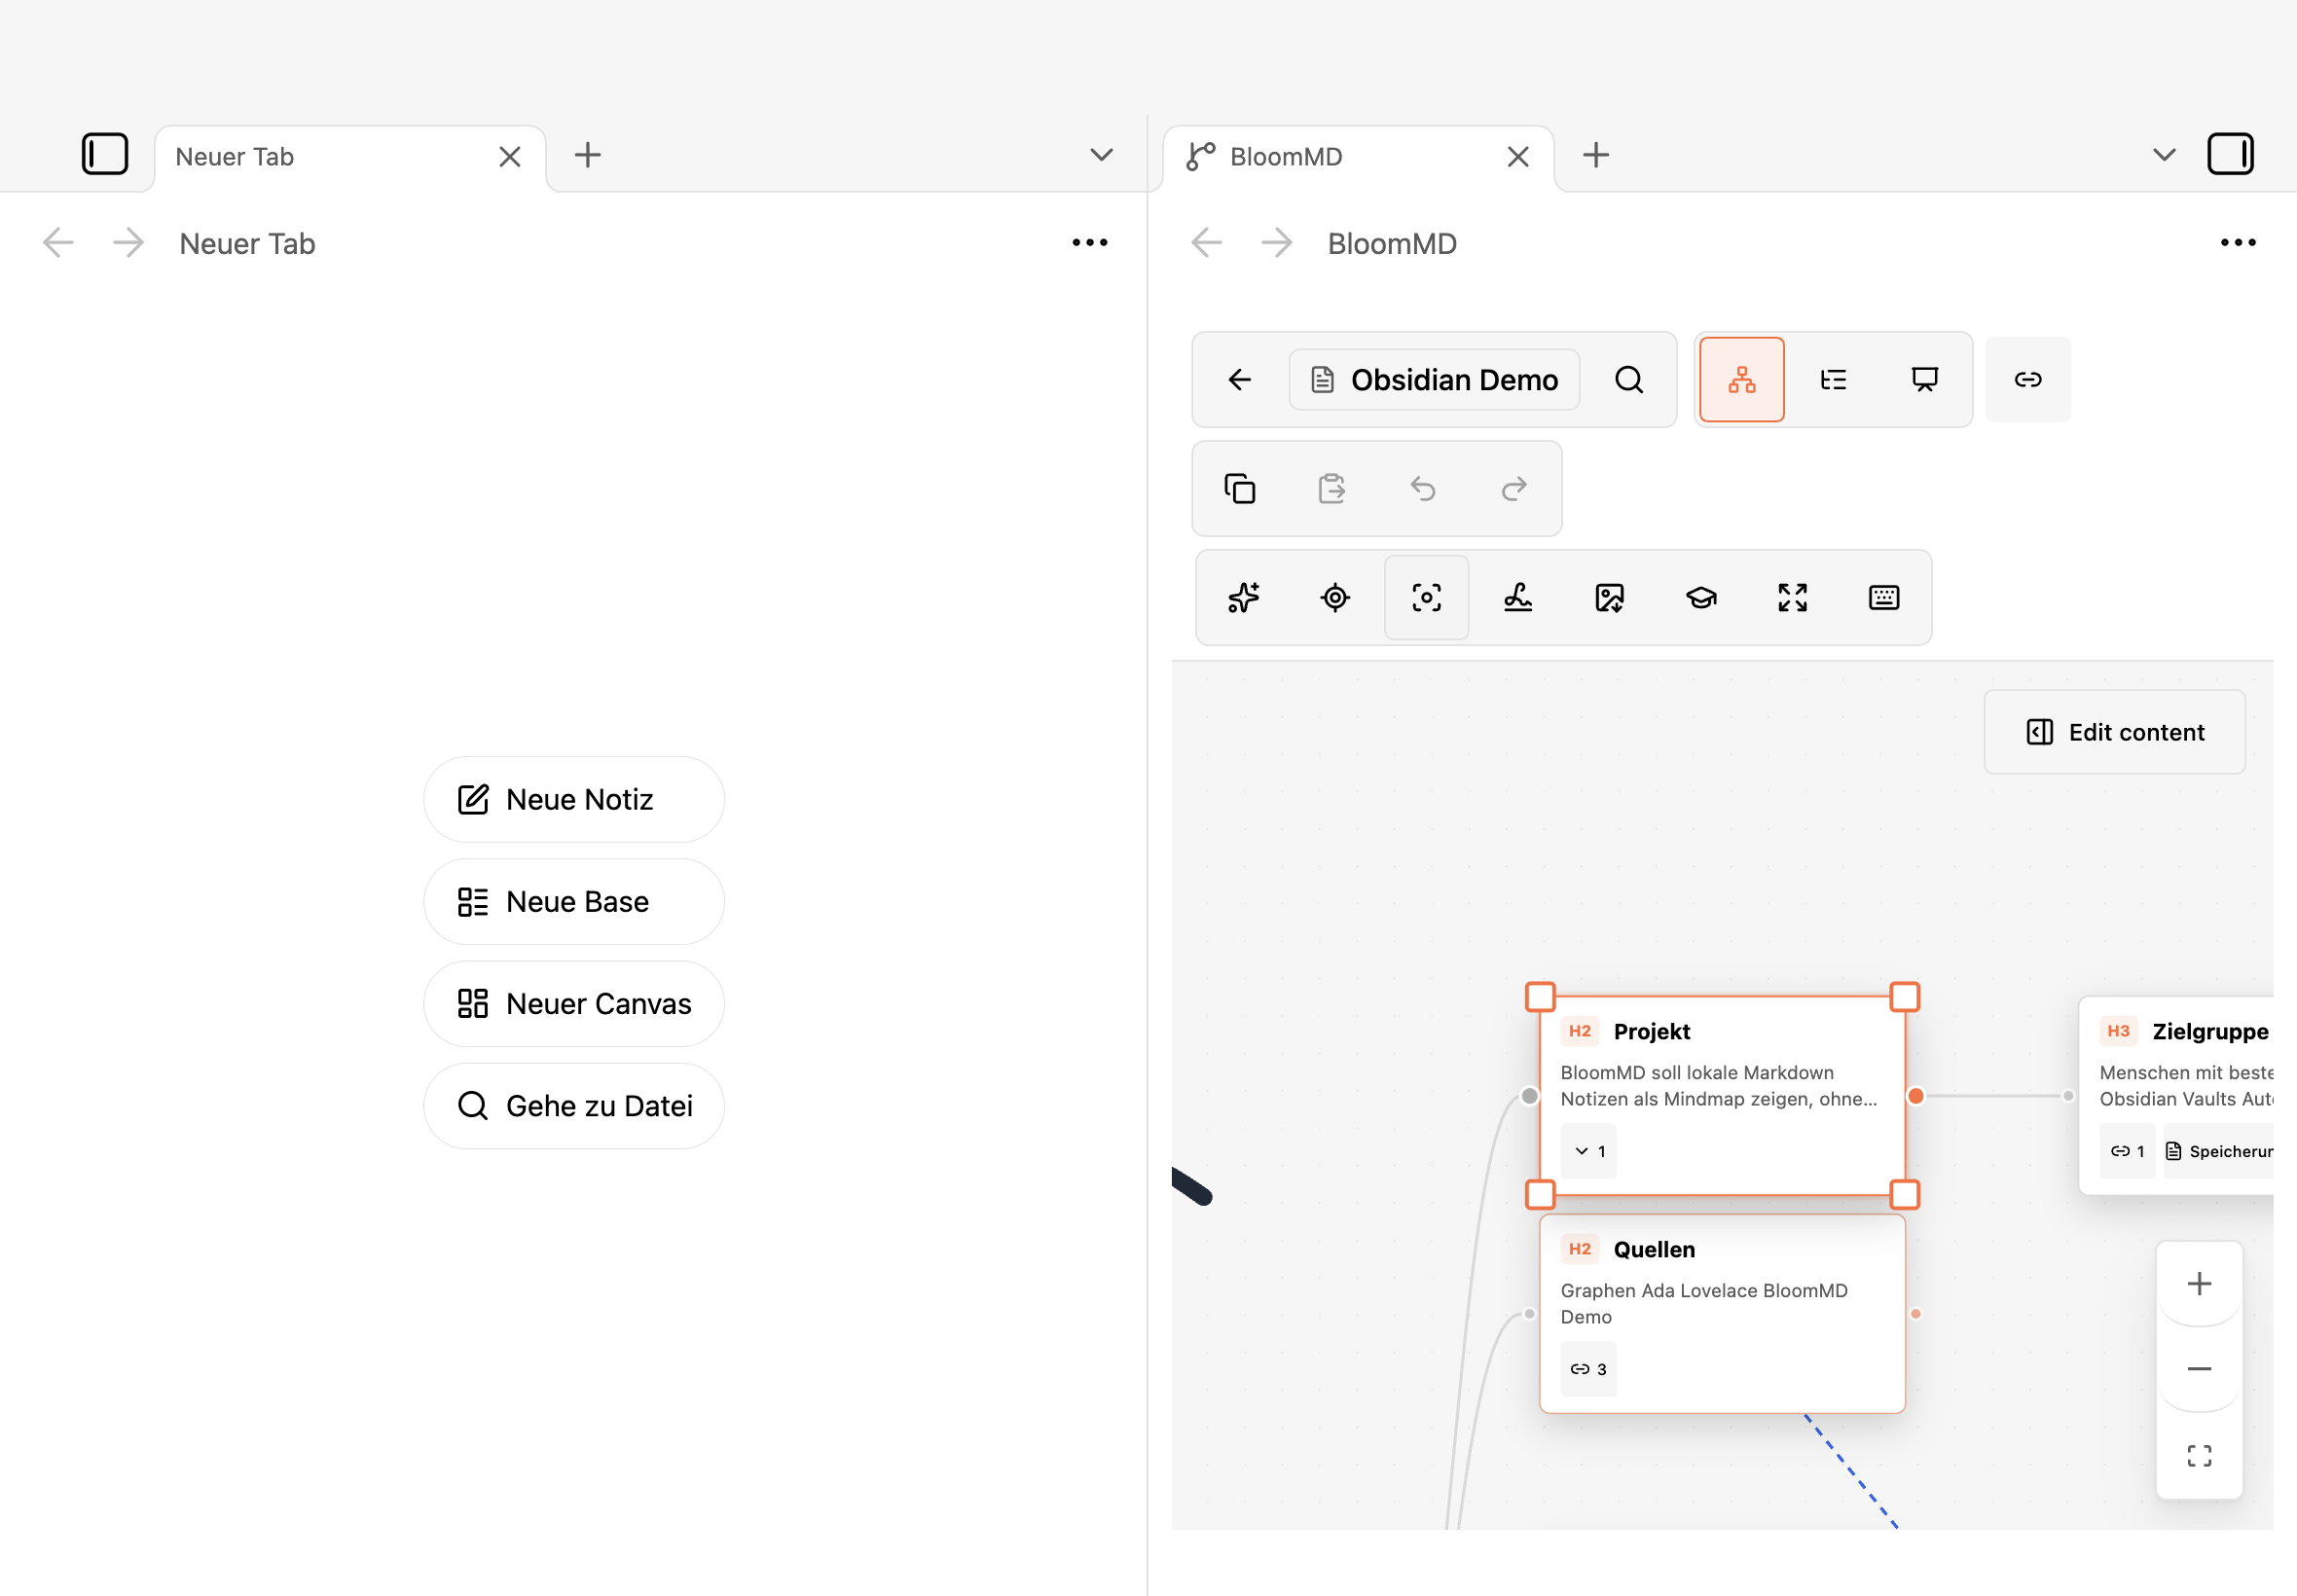 Neuer Tab
BloomMD
Neuer Tab
BloomMD
Obsidian Demo
Edit content
Neue Notiz
Neue Base
Neuer Canvas
Gehe zu Datei
H2 Projekt
BloomMD soll lokale Markdown
Notizen als Mindmap zeigen, ohne...
1
H3 Zielgruppe
Menschen mit beste
Obsidian Vaults Aut
1 Speicherun
H2 Quellen
Graphen Ada Lovelace BloomMD
Demo
3